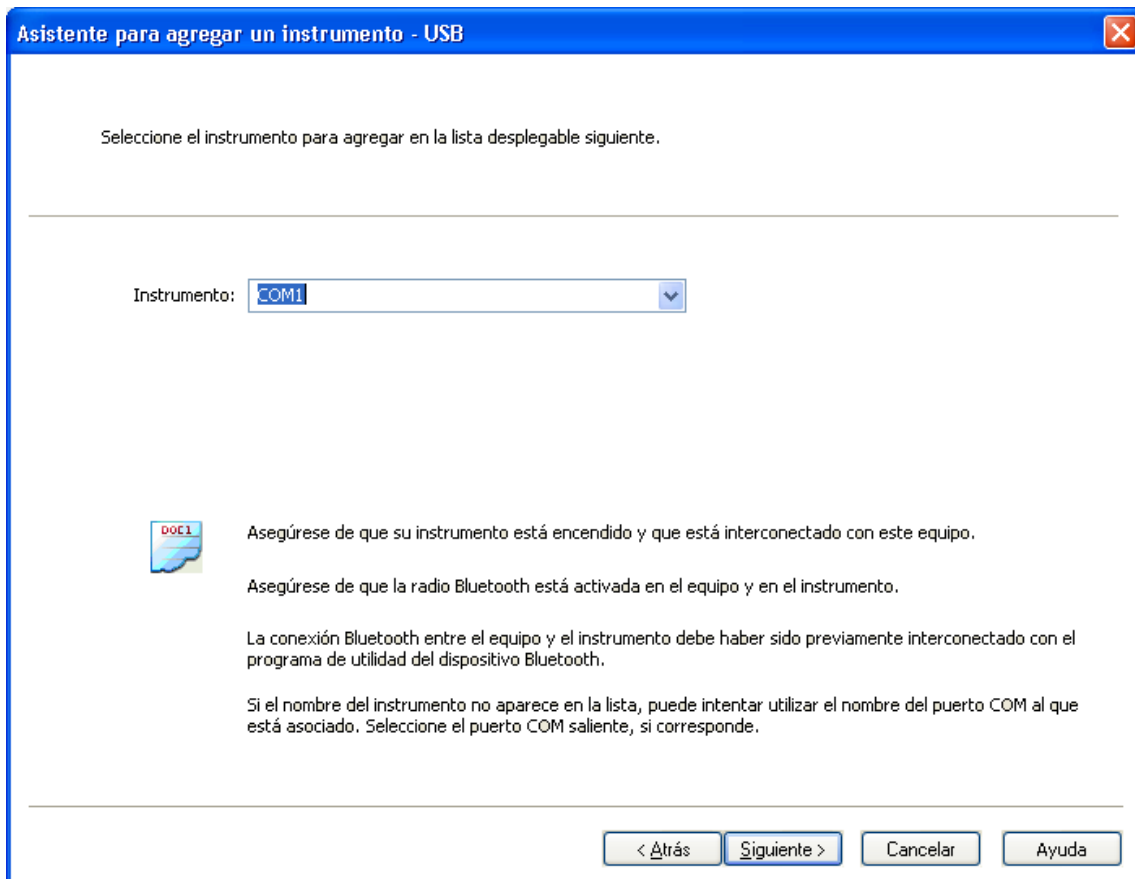 Asistente para agregar un instrumento - USB
Seleccione el instrumento para agregar en la lista desplegable siguiente.
Instrumento: COM1
DOC1
Asegúrese de que su instrumento está encendido y que está interconectado con este equipo.
Asegúrese de que la radio Bluetooth está activada en el equipo y en el instrumento.
La conexión Bluetooth entre el equipo y el instrumento debe haber sido previamente interconectado con el
programa de utilidad del dispositivo Bluetooth.
Si el nombre del instrumento no aparece en la lista, puede intentar utilizar el nombre del puerto COM al que
está asociado. Seleccione el puerto COM saliente, si corresponde.
< Atrás Siguiente > Cancelar Ayuda